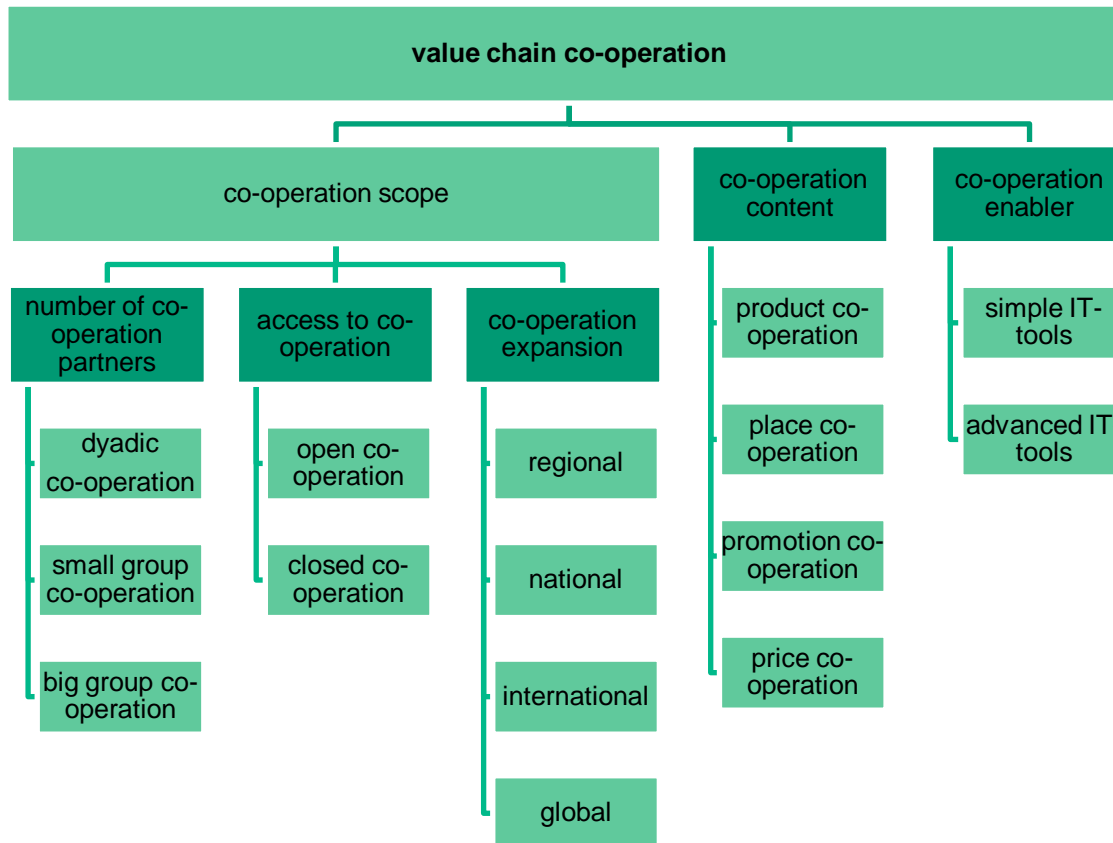 value chain co-operation
co-operation scope
co-operation
content
co-operation
enabler
number of co-
operation
partners
access to co-
operation
co-operation
expansion
dyadic
co-operation
small group
co-operation
big group co-
operation
open co-
operation
closed co-
operation
regional
national
international
global
product co-
operation
place co-
operation
promotion co-
operation
price co-
operation
simple IT-
tools
advanced IT
tools